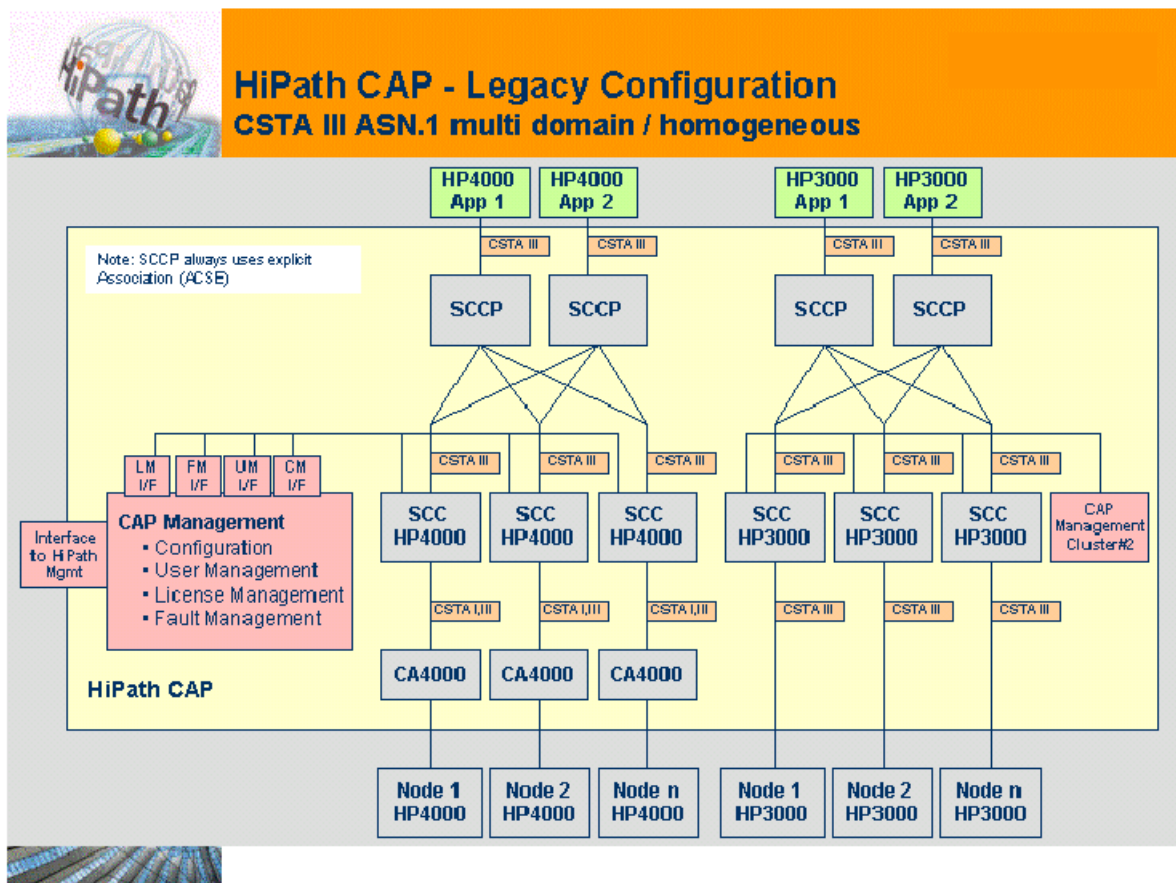 HiPath
HiPath CAP - Legacy Configuration
CSTA III ASN.1 multi domain / homogeneous
HP4000
App 1
HP4000
App 2
HP3000
App 1
HP3000
App 2
Note: SCCP always uses explicit
Association (ACSE)
CSTA III
CSTA III
CSTA III
CSTA III
SCCP
SCCP
SCCP
SCCP
LM
I/F
FM
I/F
UM
I/F
CM
I/F
CSTA III
CSTA III
CSTA III
CSTA III
CSTA III
CSTA III
Interface
to HiPath
Mgmt
CAP Management
▪ Configuration
▪ User Management
▪ License Management
▪ Fault Management
SCC
HP4000
SCC
HP4000
SCC
HP4000
SCC
HP3000
SCC
HP3000
SCC
HP3000
CAP
Management
Cluster#2
CSTA I,III
CSTA I,III
CSTA I,III
CSTA III
CSTA III
CSTA III
CA4000
CA4000
CA4000
HiPath CAP
Node 1
HP4000
Node 2
HP4000
Node n
HP4000
Node 1
HP3000
Node 2
HP3000
Node n
HP3000